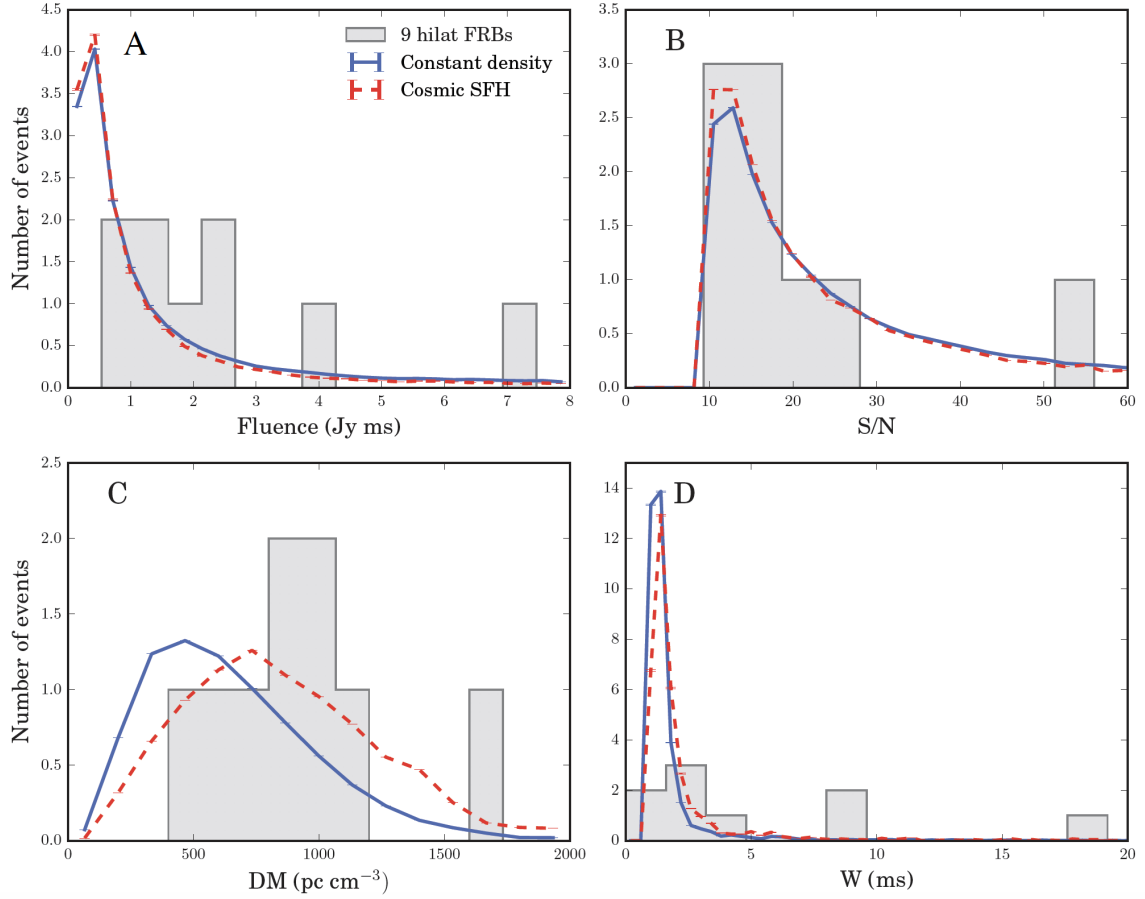 A
9 hilat FRBs
Constant density
Cosmic SFH
4.5
4.0
3.5
3.0
2.5
2.0
1.5
1.0
0.5
0.0
0 1 2 3 4 5 6 7 8
Number of events
Fluence (Jy ms)
B
3.5
3.0
2.5
2.0
1.5
1.0
0.5
0.0
0 10 20 30 40 50 60
S/N
C
2.5
2.0
1.5
1.0
0.5
0.0
0 500 1000 1500 2000
Number of events
DM (pc cm⁻³)
D
14
12
10
8
6
4
2
0
0 5 10 15 20
W (ms)